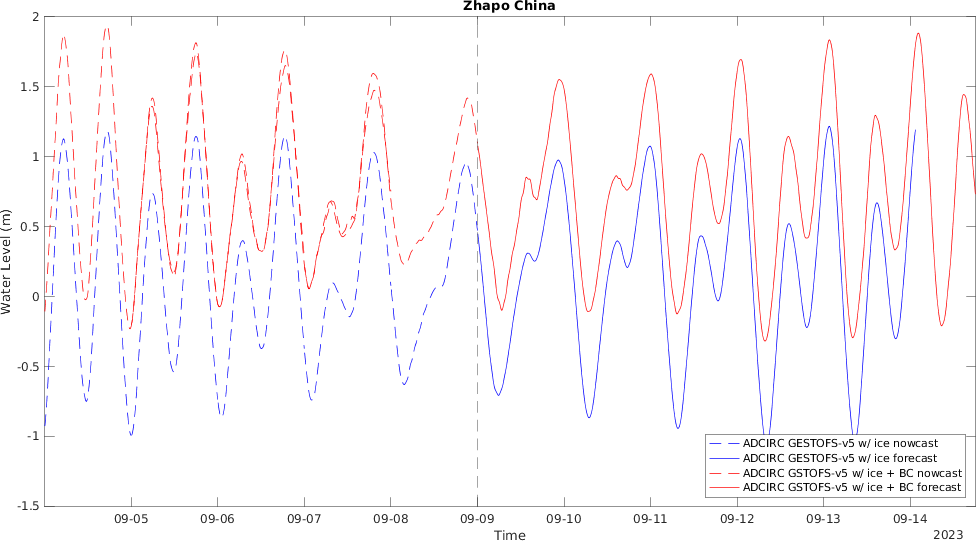 Zhapo China
2
1.5
1
0.5
0
-0.5
-1
-1.5
Water Level (m)
09-05 09-06 09-07 09-08 09-09 09-10 09-11 09-12 09-13 09-14
Time
2023
ADCIRC GESTOFS-v5 w/ ice nowcast
ADCIRC GESTOFS-v5 w/ ice forecast
ADCIRC GSTOFS-v5 w/ ice + BC nowcast
ADCIRC GSTOFS-v5 w/ ice + BC forecast